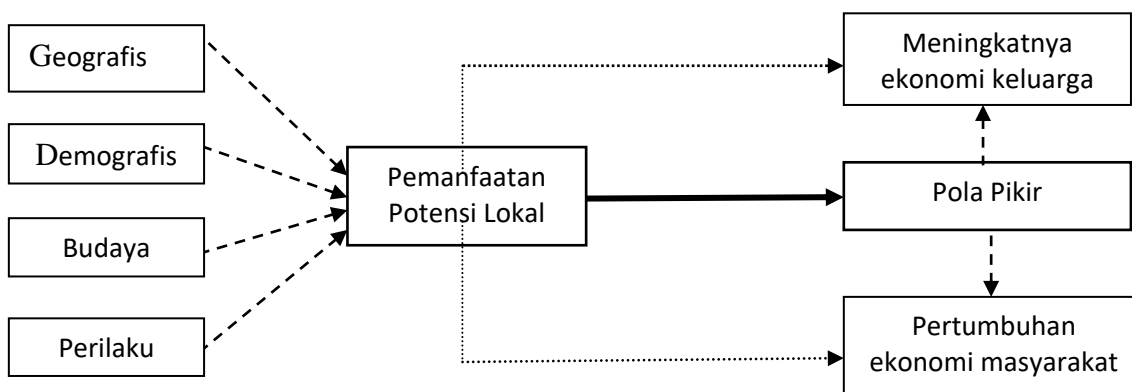 Geografis
Demografis
Budaya
Perilaku
Pemanfaatan
Potensi Lokal
Meningkatnya
ekonomi keluarga
Pola Pikir
Pertumbuhan
ekonomi masyarakat